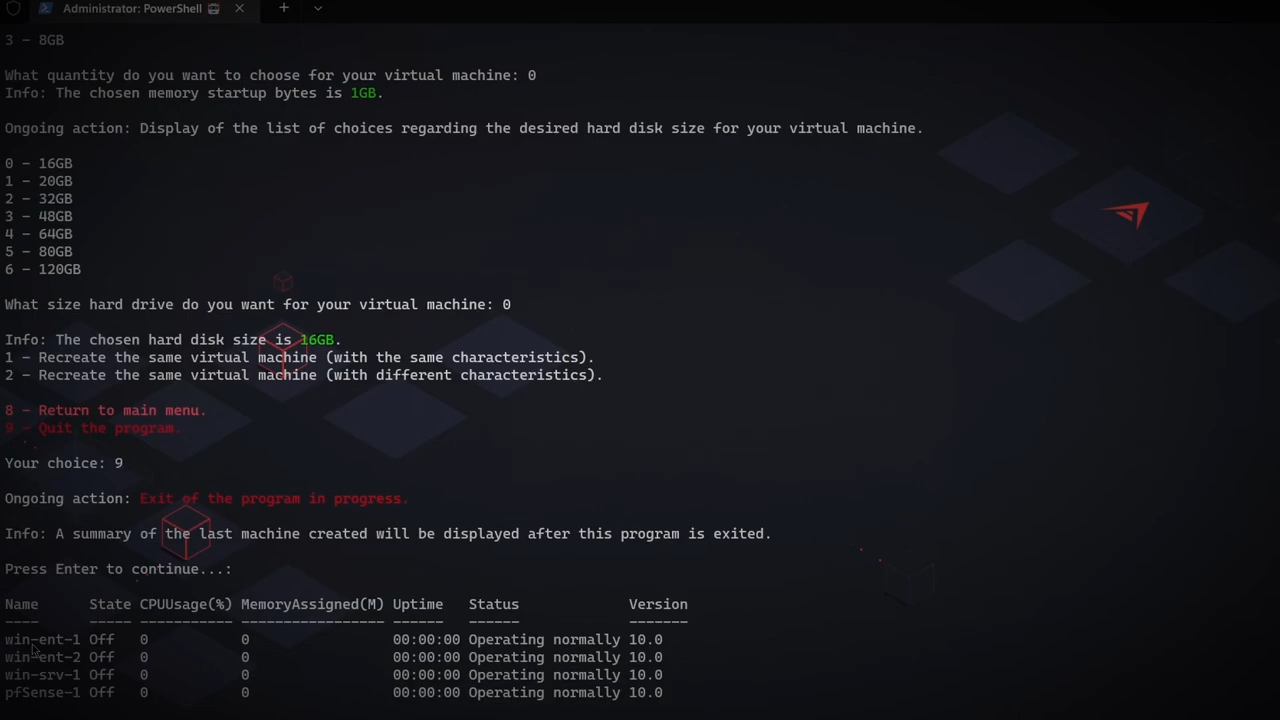 Administrator: PowerShell
3 - 8GB
What quantity do you want to choose for your virtual machine: 0
Info: The chosen memory startup bytes is 1GB.
Ongoing action: Display of the list of choices regarding the desired hard disk size for your virtual machine.
0 - 16GB
1 - 20GB
2 - 32GB
3 - 48GB
4 - 64GB
5 - 80GB
6 - 120GB
What size hard drive do you want for your virtual machine: 0
Info: The chosen hard disk size is 16GB.
1 - Recreate the same virtual machine (with the same characteristics).
2 - Recreate the same virtual machine (with different characteristics).
8 - Return to main menu.
9 - Quit the program.
Your choice: 9
Ongoing action: Exit of the program in progress.
Info: A summary of the last machine created will be displayed after this program is exited.
Press Enter to continue...:
Name State CPUUsage(%) MemoryAssigned(M) Uptime Status Version
---- ----- ----------- ----------------- ------ ------ -------
win-ent-1 Off 0 0 00:00:00 Operating normally 10.0
win-ent-2 Off 0 0 00:00:00 Operating normally 10.0
win-srv-1 Off 0 0 00:00:00 Operating normally 10.0
pfSense-1 Off 0 0 00:00:00 Operating normally 10.0